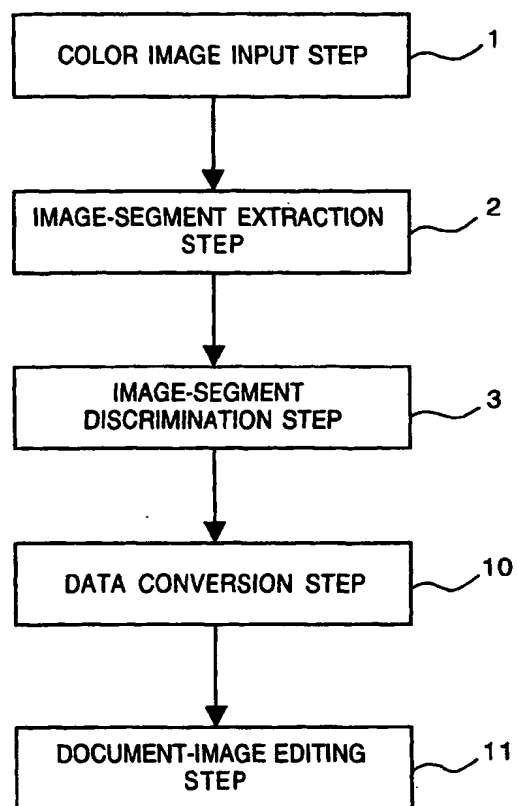 COLOR IMAGE INPUT STEP
1
IMAGE-SEGMENT EXTRACTION
STEP
2
IMAGE-SEGMENT
DISCRIMINATION STEP
3
DATA CONVERSION STEP
10
DOCUMENT-IMAGE EDITING
STEP
11